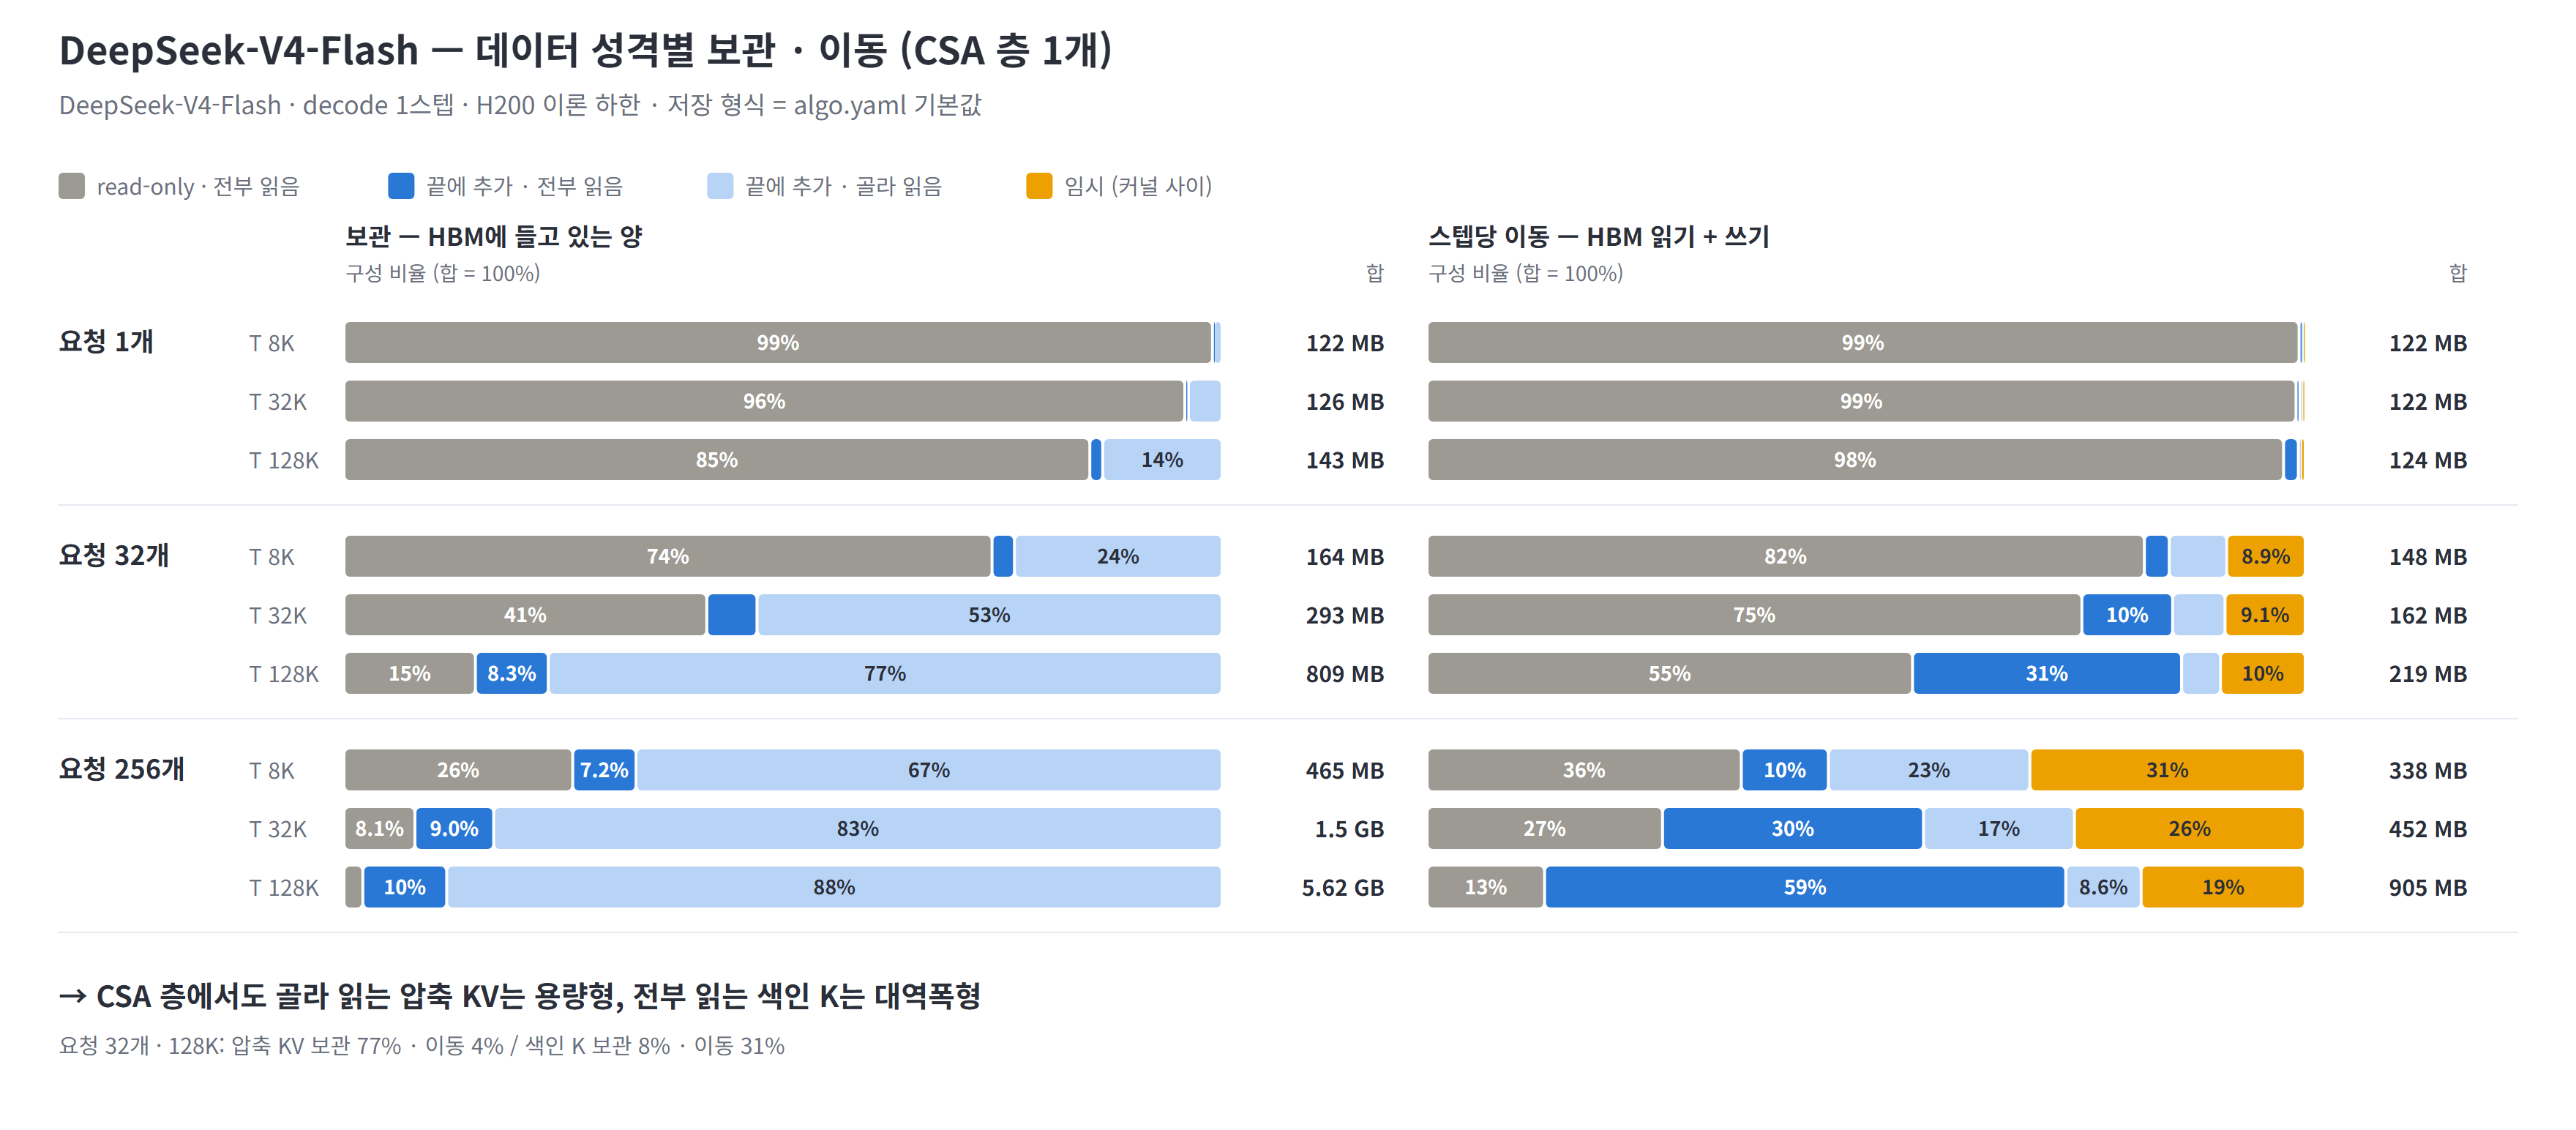 DeepSeek-V4-Flash — 데이터 성격별 보관 · 이동 (CSA 층 1개)
DeepSeek-V4-Flash · decode 1스텝 · H200 이론 하한 · 저장 형식 = algo.yaml 기본값
read-only · 전부 읽음 끝에 추가 · 전부 읽음 끝에 추가 · 골라 읽음 임시 (커널 사이)
보관 — HBM에 들고 있는 양 스텝당 이동 — HBM 읽기 + 쓰기
구성 비율 (합 = 100%) 합 구성 비율 (합 = 100%) 합
요청 1개 T 8K 99% 122 MB 99% 122 MB
T 32K 96% 126 MB 99% 122 MB
T 128K 85% 14% 143 MB 98% 124 MB
요청 32개 T 8K 74% 24% 164 MB 82% 8.9% 148 MB
T 32K 41% 53% 293 MB 75% 10% 9.1% 162 MB
T 128K 15% 8.3% 77% 809 MB 55% 31% 10% 219 MB
요청 256개 T 8K 26% 7.2% 67% 465 MB 36% 10% 23% 31% 338 MB
T 32K 8.1% 9.0% 83% 1.5 GB 27% 30% 17% 26% 452 MB
T 128K 10% 88% 5.62 GB 13% 59% 8.6% 19% 905 MB
→ CSA 층에서도 골라 읽는 압축 KV는 용량형, 전부 읽는 색인 K는 대역폭형
요청 32개 · 128K: 압축 KV 보관 77% · 이동 4% / 색인 K 보관 8% · 이동 31%